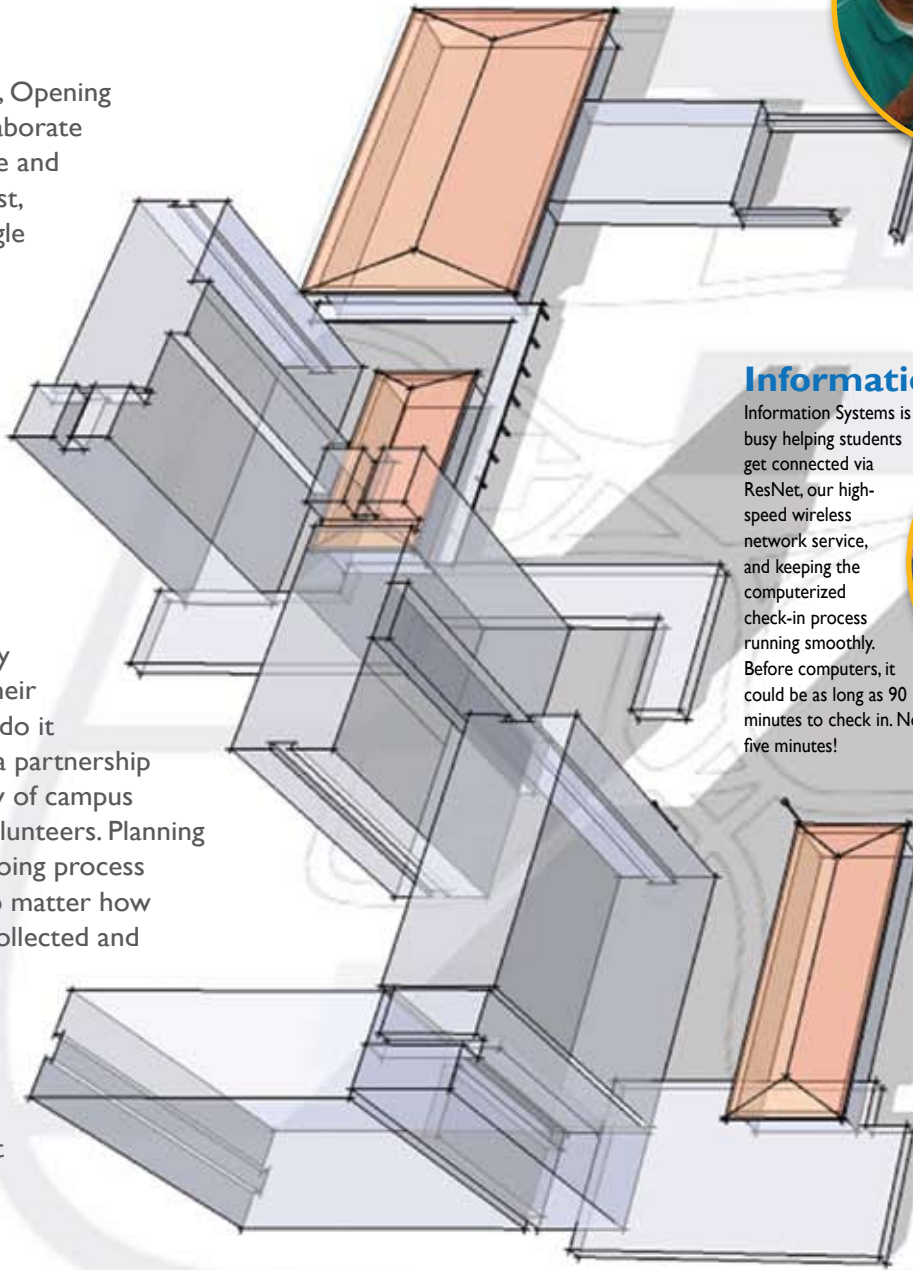 , Opening
aborate
e and
st,
gle
y
heir
do it
a partnership
y of campus
lunteers. Planning
oing process
o matter how
ollected and
t
Informatio
Information Systems is
busy helping students
get connected via
ResNet, our high-
speed wireless
network service,
and keeping the
computerized
check-in process
running smoothly.
Before computers, it
could be as long as 90
minutes to check in. No
five minutes!